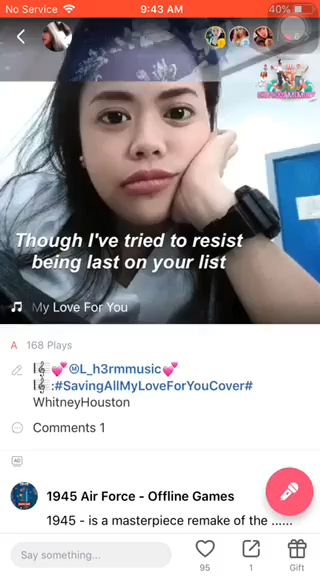 No Service
9:43 AM
40%
6
Though I've tried to resist
being last on your list
My Love For You
A 168 Plays
L_h3rmmusic
:#SavingAllMyLoveForYouCover#
WhitneyHouston
Comments 1
AD
1945 Air Force - Offline Games
1945 - is a masterpiece remake of the ......
Say something...
95
1
Gift